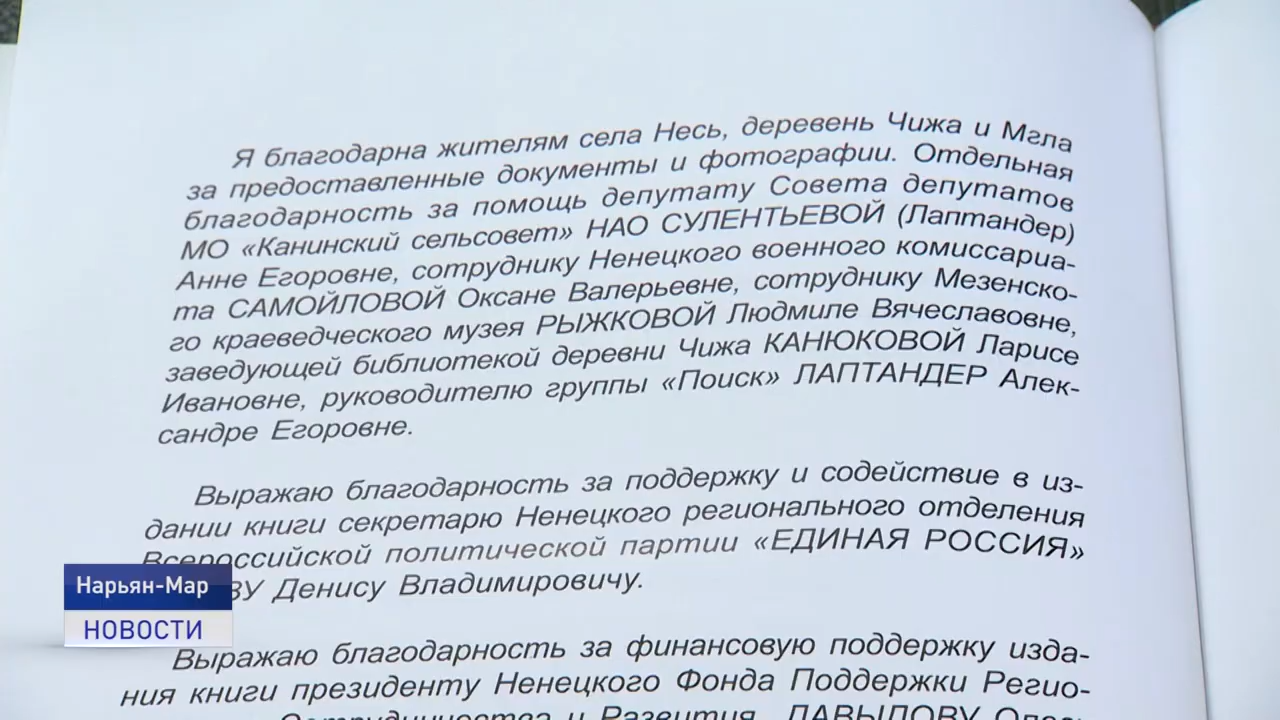 Я благодарна жителям села Несь, деревень Чижа и Мгла
за предоставленные документы и фотографии. Отдельная
благодарность за помощь депутату Совета депутатов
МО «Канинский сельсовет» НАО СУЛЕНТЬЕВОЙ (Лаптандер)
Анне Егоровне, сотруднику Ненецкого военного комиссариа-
та САМОЙЛОВОЙ Оксане Валерьевне, сотруднику Мезенско-
го краеведческого музея РЫЖКОВОЙ Людмиле Вячеславовне,
заведующей библиотекой деревни Чижа КАНЮКОВОЙ Ларисе
Ивановне, руководителю группы «Поиск» ЛАПТАНДЕР Алек-
сандре Егоровне.
Выражаю благодарность за поддержку и содействие в из-
дании книги секретарю Ненецкого регионального отделения
Всероссийской политической партии «ЕДИНАЯ РОССИЯ»
Денису Владимировичу.
Выражаю благодарность за финансовую поддержку изда-
ния книги президенту Ненецкого Фонда Поддержки Регио-
Сотрудничества и Развития ДАВЫДОВУ
Нарьян-Мар
НОВОСТИ